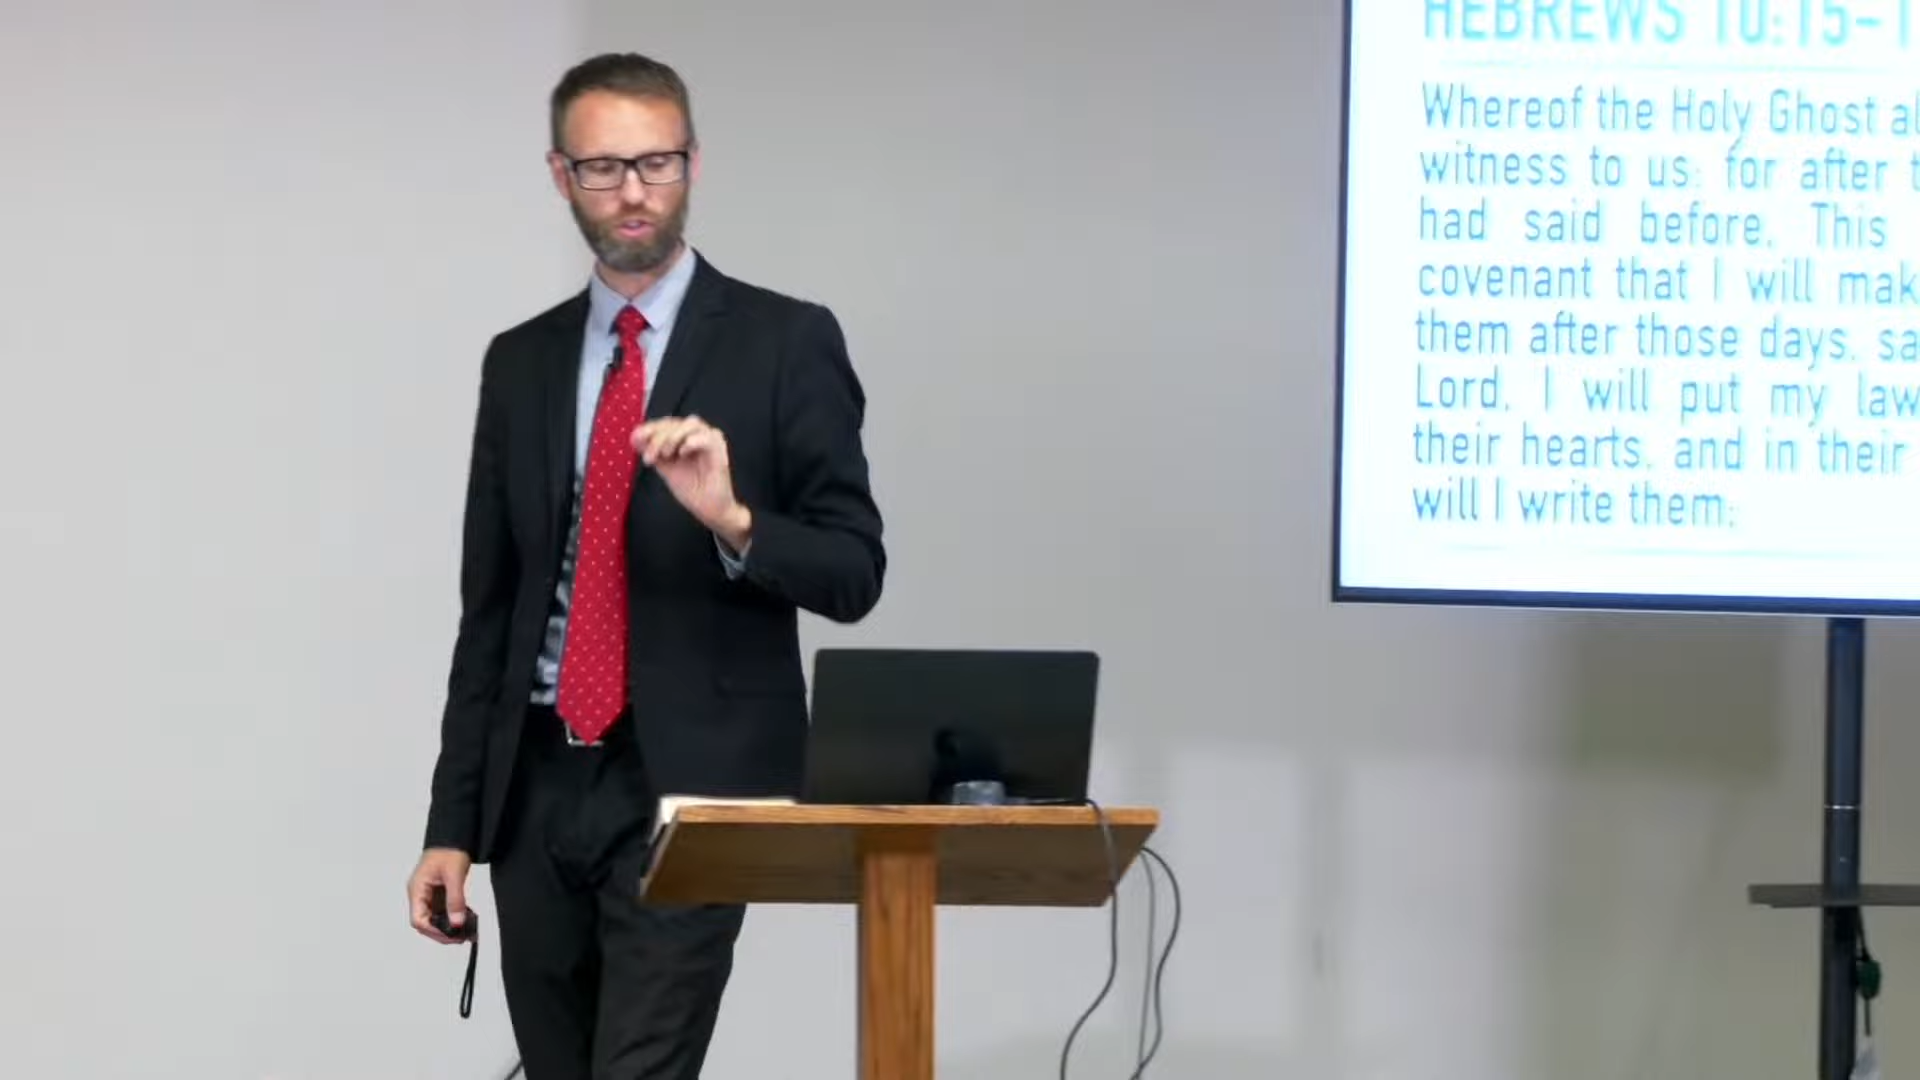 HEBREWS 10:15-1
Whereof the Holy Ghost al
witness to us: for after t
had said before, This
covenant that I will mak
them after those days, sa
Lord, I will put my law
their hearts, and in their
will I write them;